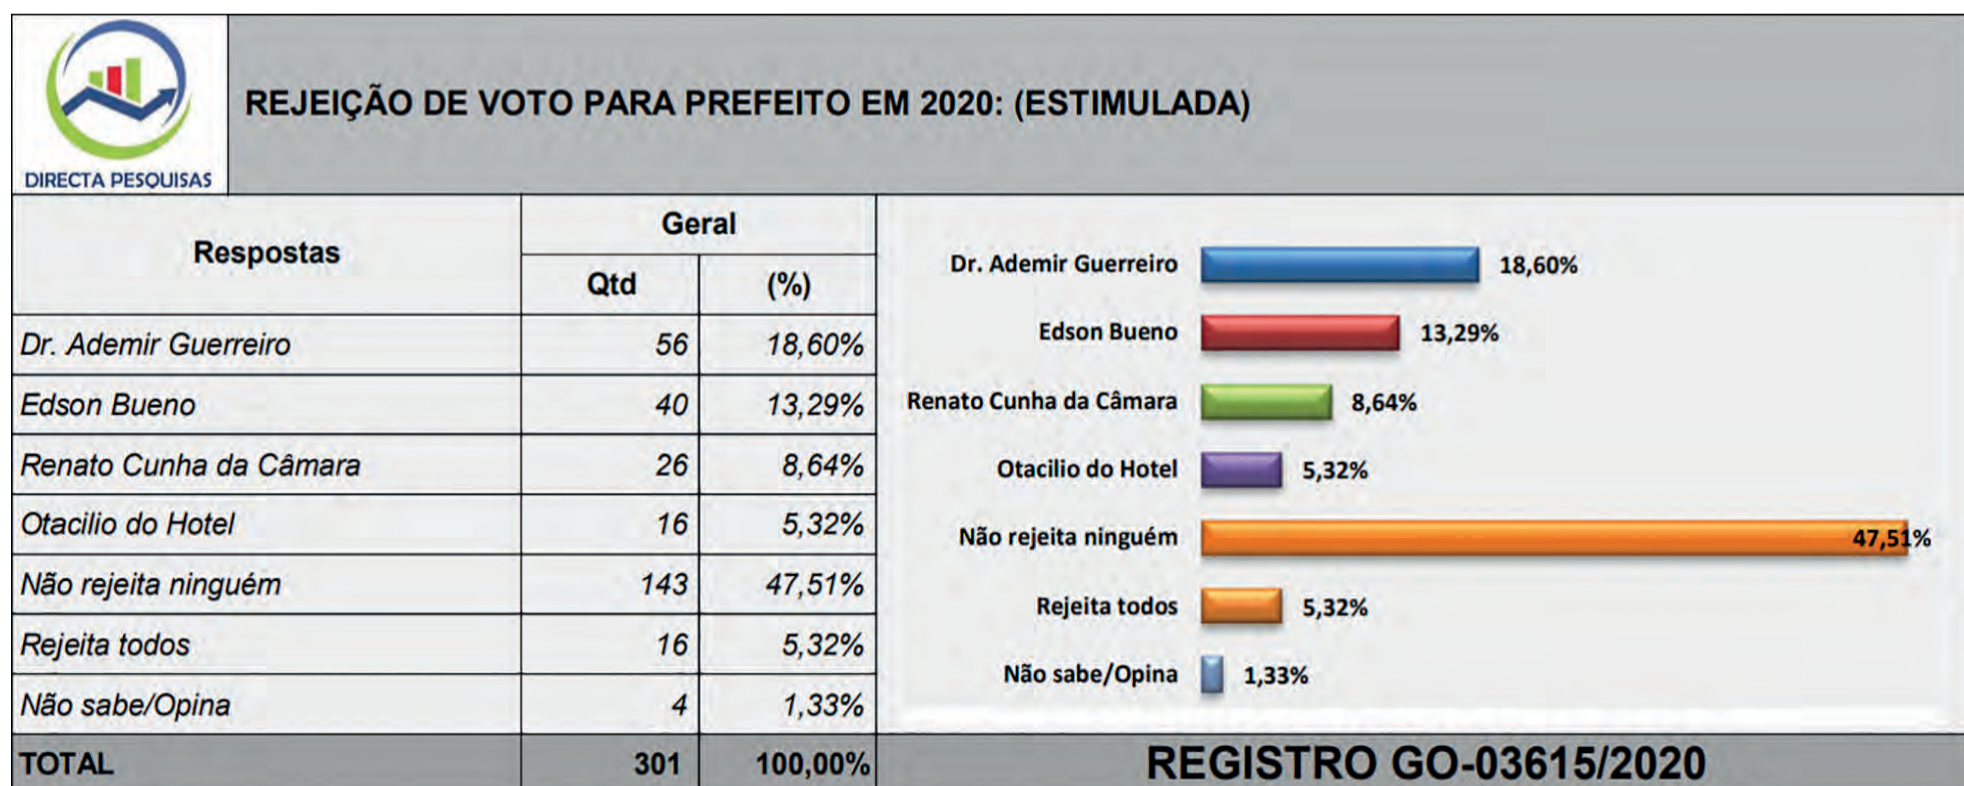 DIRECTA PESQUISAS
REJEIÇÃO DE VOTO PARA PREFEITO EM 2020: (ESTIMULADA)
Respostas
Geral
Qtd (%)
Dr. Ademir Guerreiro 56 18,60%
Edson Bueno 40 13,29%
Renato Cunha da Câmara 26 8,64%
Otacilio do Hotel 16 5,32%
Não rejeita ninguém 143 47,51%
Rejeita todos 16 5,32%
Não sabe/Opina 4 1,33%
TOTAL 301 100,00%
Dr. Ademir Guerreiro 18,60%
Edson Bueno 13,29%
Renato Cunha da Câmara 8,64%
Otacilio do Hotel 5,32%
Não rejeita ninguém 47,51%
Rejeita todos 5,32%
Não sabe/Opina 1,33%
REGISTRO GO-03615/2020